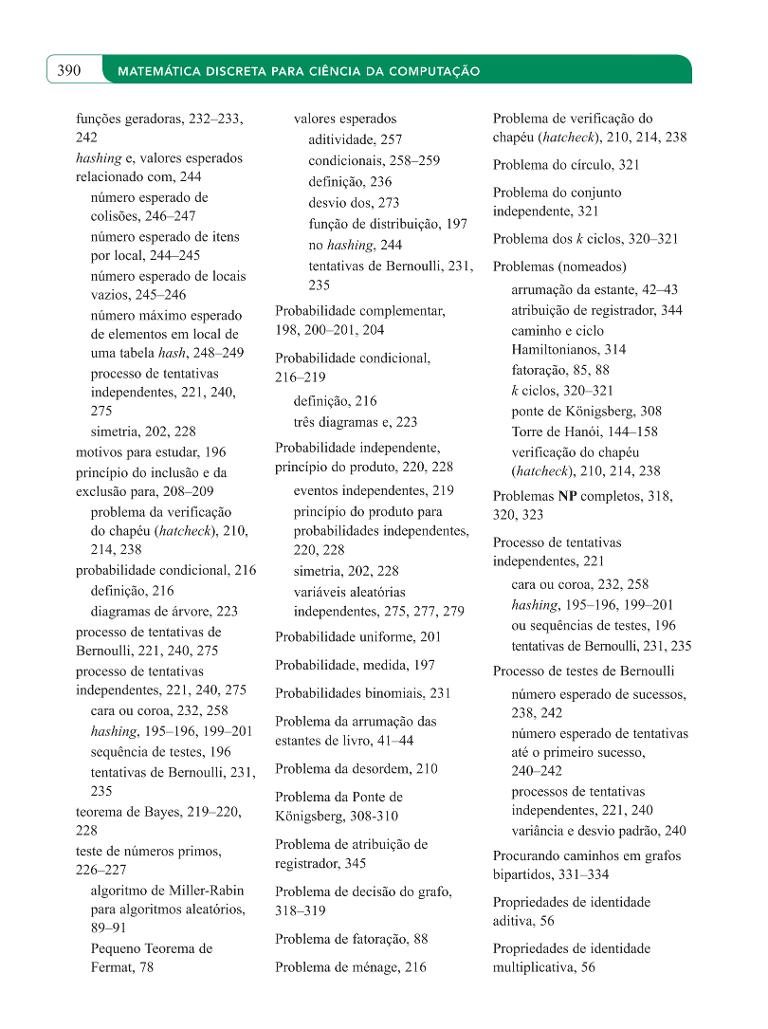 390
MATEMÁTICA DISCRETA PARA CIÊNCIA DA COMPUTAÇÃO
funções geradoras, 232–233,
242
hashing e, valores esperados
relacionado com, 244
número esperado de
colisões, 246–247
número esperado de itens
por local, 244–245
número esperado de locais
vazios, 245–246
número máximo esperado
de elementos em local de
uma tabela hash, 248–249
processo de tentativas
independentes, 221, 240,
275
simetria, 202, 228
motivos para estudar, 196
princípio do inclusão e da
exclusão para, 208–209
problema da verificação
do chapéu (hatcheck), 210,
214, 238
probabilidade condicional, 216
definição, 216
diagramas de árvore, 223
processo de tentativas de
Bernoulli, 221, 240, 275
processo de tentativas
independentes, 221, 240, 275
cara ou coroa, 232, 258
hashing, 195–196, 199–201
sequência de testes, 196
tentativas de Bernoulli, 231,
235
teorema de Bayes, 219–220,
228
teste de números primos,
226–227
algoritmo de Miller-Rabin
para algoritmos aleatórios,
89–91
Pequeno Teorema de
Fermat, 78
valores esperados
aditividade, 257
condicionais, 258–259
definição, 236
desvio dos, 273
função de distribuição, 197
no hashing, 244
tentativas de Bernoulli, 231,
235
Probabilidade complementar,
198, 200–201, 204
Probabilidade condicional,
216–219
definição, 216
três diagramas e, 223
Probabilidade independente,
princípio do produto, 220, 228
eventos independentes, 219
princípio do produto para
probabilidades independentes,
220, 228
simetria, 202, 228
variáveis aleatórias
independentes, 275, 277, 279
Probabilidade uniforme, 201
Probabilidade, medida, 197
Probabilidades binomiais, 231
Problema da arrumação das
estantes de livro, 41–44
Problema da desordem, 210
Problema da Ponte de
Königsberg, 308-310
Problema de atribuição de
registrador, 345
Problema de decisão do grafo,
318–319
Problema de fatoração, 88
Problema de ménage, 216
Problema de verificação do
chapéu (hatcheck), 210, 214, 238
Problema do círculo, 321
Problema do conjunto
independente, 321
Problema dos k ciclos, 320–321
Problemas (nomeados)
arrumação da estante, 42–43
atribuição de registrador, 344
caminho e ciclo
Hamiltonianos, 314
fatoração, 85, 88
k ciclos, 320–321
ponte de Königsberg, 308
Torre de Hanói, 144–158
verificação do chapéu
(hatcheck), 210, 214, 238
Problemas NP completos, 318,
320, 323
Processo de tentativas
independentes, 221
cara ou coroa, 232, 258
hashing, 195–196, 199–201
ou sequências de testes, 196
tentativas de Bernoulli, 231, 235
Processo de testes de Bernoulli
número esperado de sucessos,
238, 242
número esperado de tentativas
até o primeiro sucesso,
240–242
processos de tentativas
independentes, 221, 240
variância e desvio padrão, 240
Procurando caminhos em grafos
bipartidos, 331–334
Propriedades de identidade
aditiva, 56
Propriedades de identidade
multiplicativa, 56